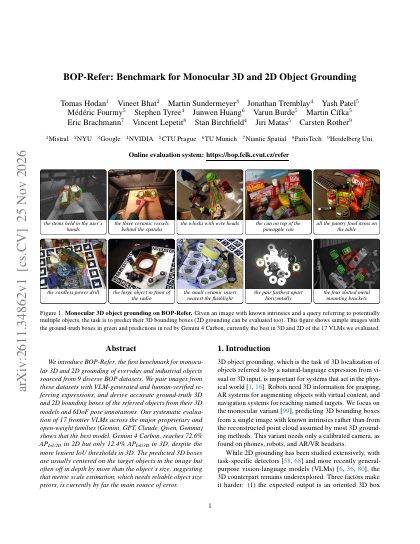 BOP-Refer: Benchmark for Monocular 3D and 2D Object Grounding
Tomas Hodan¹ Vineet Bhat² Martin Sundermeyer³ Jonathan Tremblay⁴ Yash Patel⁵
Médéric Fourmy⁵ Stephen Tyree⁴ Junwen Huang⁶ Varun Burde⁵ Martin Cífka⁵
Eric Brachmann⁷ Vincent Lepetit⁸ Stan Birchfield⁴ Jiri Matas⁵ Carsten Rother⁹
¹Mistral ²NYU ³Google ⁴NVIDIA ⁵CTU Prague ⁶TU Munich ⁷Niantic Spatial ⁸ParisTech ⁹Heidelberg Uni.
Online evaluation system: https://bop.felk.cvut.cz/refer
the items held in the user's
hands
the three ceramic vessels
behind the spatula
the whisks with wire heads
the can on top of the
pineapple can
all the pantry food items on
the table
the cordless power drill
the large object in front of
the radio
the small ceramic insert
nearest the flashlight
the pair farthest apart
horizontally
the four slotted metal
mounting brackets
Figure 1. Monocular 3D object grounding on BOP-Refer. Given an image with known intrinsics and a query referring to potentially
multiple objects, the task is to predict their 3D bounding boxes (2D grounding can be evaluated too). This figure shows sample images with
the ground-truth boxes in green and predictions in red by Gemini 4 Carbon, currently the best in 3D and 2D of the 17 VLMs we evaluated.
Abstract
We introduce BOP-Refer, the first benchmark for monocular
3D and 2D grounding of everyday and industrial objects
sourced from 9 diverse BOP datasets. We pair images from
those datasets with VLM-generated and human-verified re-
ferring expressions, and derive accurate ground-truth 3D
and 2D bounding boxes of the referred objects from their 3D
models and 6DoF pose annotations. Our systematic evalua-
tion of 17 frontier VLMs across the major proprietary and
open-weight families (Gemini, GPT, Claude, Qwen, Gemma)
shows that the best model, Gemini 4 Carbon, reaches 72.6%
AP in 2D but only 12.4% AP in 3D, despite the
more lenient IoU thresholds in 3D. The predicted 3D boxes
are usually centered on the target objects in the image but
often off in depth by more than the object's size, suggesting
that metric scale estimation, which needs reliable object size
priors, is currently by far the main source of error.
1. Introduction
3D object grounding, which is the task of 3D localization of
objects referred to by a natural-language expression from vi-
sual or 3D input, is important for systems that act in the phys-
ical world [1, 16]. Robots need 3D information for grasping,
AR systems for augmenting objects with virtual content, and
navigation systems for reaching named targets. We focus on
the monocular variant [99], predicting 3D bounding boxes
from a single image with known intrinsics rather than from
the reconstructed point cloud assumed by most 3D ground-
ing methods. This variant needs only a calibrated camera, as
found on phones, robots, and AR/VR headsets.
While 2D grounding has been studied extensively, with
task-specific detectors [58, 68] and more recently general-
purpose vision-language models (VLMs) [6, 36, 80], the
3D counterpart remains underexplored. Three factors make
it harder: (1) the expected output is an oriented 3D box
1
arXiv:2611.34862v1 [cs.CV] 25 Nov 2026